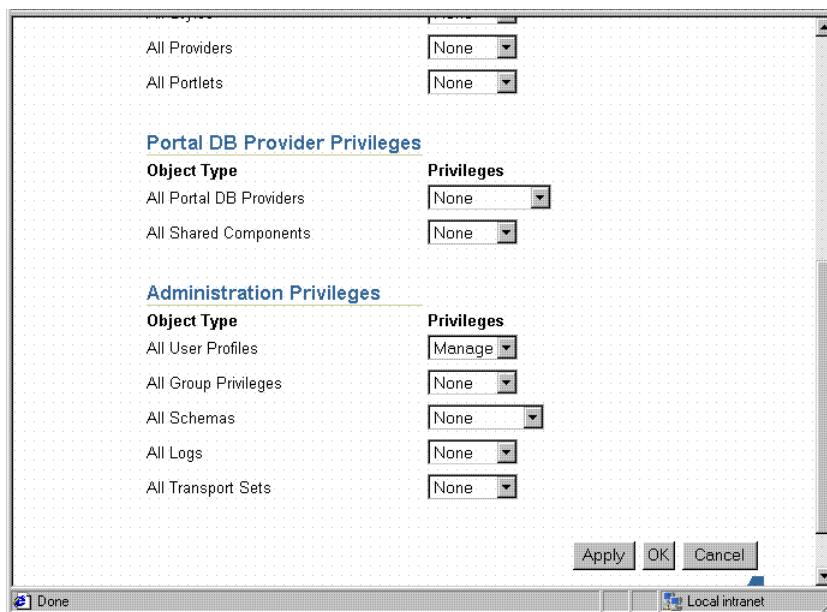 All Providers None
All Portlets None
Portal DB Provider Privileges
Object Type Privileges
All Portal DB Providers None
All Shared Components None
Administration Privileges
Object Type Privileges
All User Profiles Manage
All Group Privileges None
All Schemas None
All Logs None
All Transport Sets None
Apply OK Cancel
Done Local intranet